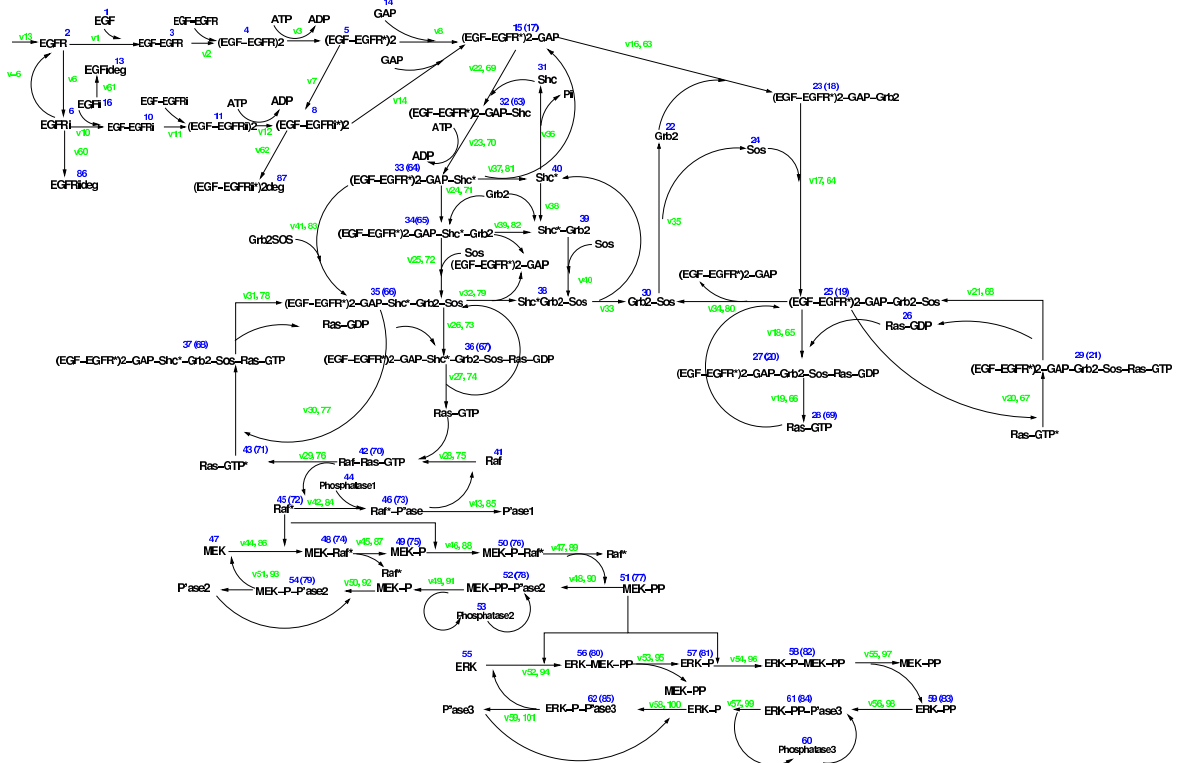 1
EGF
EGF-EGFR
ATP
ADP
14
GAP
v13
2
EGFR
v1
3
EGF-EGFR
v2
4
(EGF-EGFR)2
v3
5
(EGF-EGFR*)2
v8
15 (17)
(EGF-EGFR*)2-GAP
v16, 63
GAP
v-6
v6
13
EGFideg
v61
EGFi 16
v7
v14
v22, 69
31
Shc
Pi
EGF-EGFRi
ATP
ADP
6
EGFRi
v10
10
EGF-EGFRi
v11
11
(EGF-EGFRi)2
v12
8
(EGF-EGFRi*)2
32 (63)
(EGF-EGFR*)2-GAP-Shc
ATP
v23, 70
ADP
v36
22
Grb2
23 (18)
(EGF-EGFR*)2-GAP-Grb2
24
Sos
v17, 64
v60
v62
86
EGFRideg
87
(EGF-EGFRi*)2deg
33 (64)
(EGF-EGFR*)2-GAP-Shc*
v37, 81
40
Shc*
v24, 71
Grb2
v38
v35
v41, 83
Grb2SOS
34(65)
(EGF-EGFR*)2-GAP-Shc*-Grb2
v39, 82
39
Shc*-Grb2
Sos
v25, 72
Sos
(EGF-EGFR*)2-GAP
v40
(EGF-EGFR*)2-GAP
v31, 78
35 (66)
(EGF-EGFR*)2-GAP-Shc*-Grb2-Sos
v32, 79
38
Shc*Grb2-Sos
v33
30
Grb2-Sos
v34, 80
25 (19)
(EGF-EGFR*)2-GAP-Grb2-Sos
v21, 68
Ras-GDP
v26, 73
v18, 65
26
Ras-GDP
37 (68)
(EGF-EGFR*)2-GAP-Shc*-Grb2-Sos-Ras-GTP
36 (67)
(EGF-EGFR*)2-GAP-Shc*-Grb2-Sos-Ras-GDP
v27, 74
27 (20)
(EGF-EGFR*)2-GAP-Grb2-Sos-Ras-GDP
29 (21)
(EGF-EGFR*)2-GAP-Grb2-Sos-Ras-GTP
v30, 77
Ras-GTP
v19, 66
28 (69)
Ras-GTP
v20, 67
Ras-GTP*
43 (71)
Ras-GTP*
v29, 76
42 (70)
Raf-Ras-GTP
v28, 75
41
Raf
44
Phosphatase1
45 (72)
Raf*
v42, 84
46 (73)
Raf*-P'ase
v43, 85
P'ase1
47
MEK
v44, 86
48 (74)
MEK-Raf*
v45, 87
49 (75)
MEK-P
v46, 88
50 (76)
MEK-P-Raf*
v47, 89
Raf*
Raf*
P'ase2
v51, 93
54 (79)
MEK-P-P'ase2
v50, 92
MEK-P
v49, 91
52 (78)
MEK-PP-P'ase2
v48, 90
51 (77)
MEK-PP
53
Phosphatase2
55
ERK
v52, 94
56 (80)
ERK-MEK-PP
v53, 95
57 (81)
ERK-P
v54, 96
58 (82)
ERK-P-MEK-PP
v55, 97
MEK-PP
MEK-PP
P'ase3
v59, 101
62 (85)
ERK-P-P'ase3
v58, 100
ERK-P
v57, 99
61 (84)
ERK-PP-P'ase3
v56, 98
59 (83)
ERK-PP
60
Phosphatase3